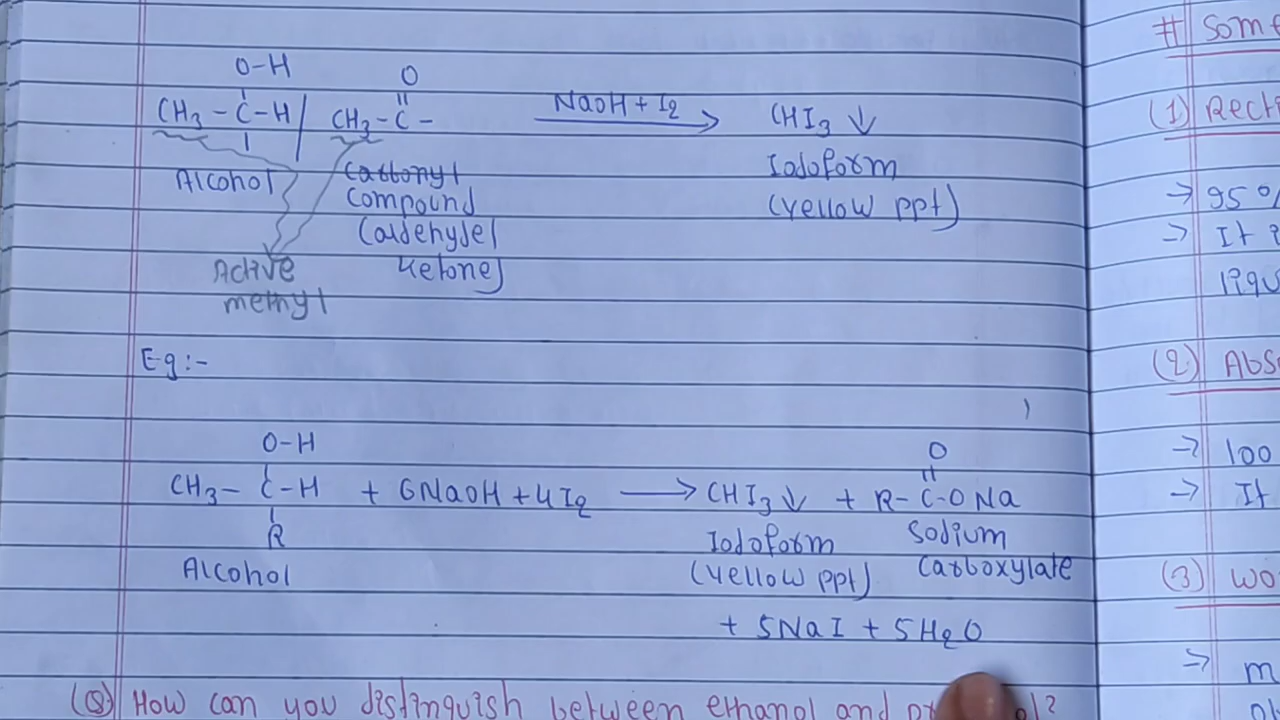 O-H
O
CH3 - C - H / CH3 - C -
NaOH + I2
CHI3 ↓
Alcohol
Carbonyl
compound
(aldehyde/
ketone)
Iodoform
(yellow ppt)
Active
methyl
Eg:-
O-H
O
CH3 - C - H + 6NaOH + 4I2 → CHI3 ↓ + R - C - O Na
R
Alcohol
Iodoform
(yellow ppt)
Sodium
carboxylate
+ 5NaI + 5H2O
(Q) How can you distinguish between ethanol and
# Som
(1) Rect
→ 95%
→ It
liqu
(2) Abs
→ 100
→ It
(3) wo
→ m